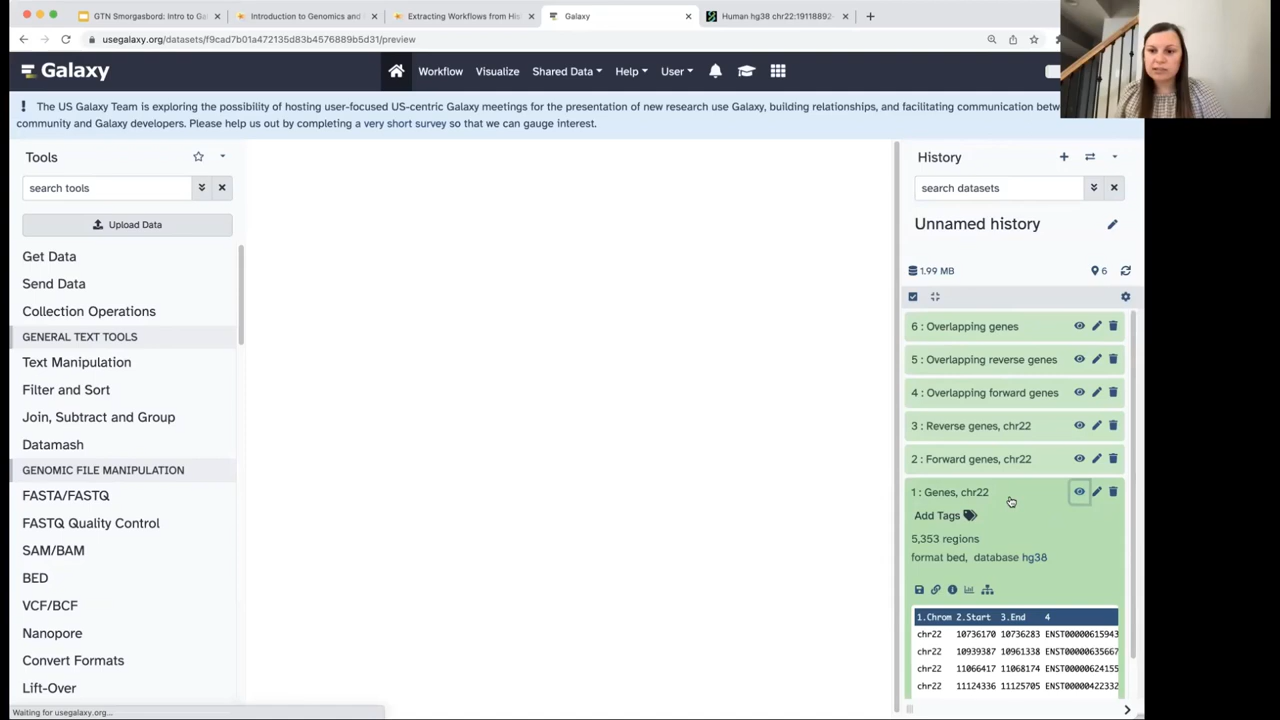 GTN Smorgasbord: Intro to Gal
Introduction to Genomics and
Extracting Workflows from His
Galaxy
Human hg38 chr22:19118892-
usegalaxy.org/datasets/f9cad7b01a472135d83b4576889b5d31/preview
Galaxy
Workflow
Visualize
Shared Data
Help
User
! The US Galaxy Team is exploring the possibility of hosting user-focused US-centric Galaxy meetings for the presentation of new research use Galaxy, building relationships, and facilitating communication betw
community and Galaxy developers. Please help us out by completing a very short survey so that we can gauge interest.
Tools
search tools
Upload Data
Get Data
Send Data
Collection Operations
GENERAL TEXT TOOLS
Text Manipulation
Filter and Sort
Join, Subtract and Group
Datamash
GENOMIC FILE MANIPULATION
FASTA/FASTQ
FASTQ Quality Control
SAM/BAM
BED
VCF/BCF
Nanopore
Convert Formats
Lift-Over
Waiting for usegalaxy.org...
History
search datasets
Unnamed history
1.99 MB
6
6 : Overlapping genes
5 : Overlapping reverse genes
4 : Overlapping forward genes
3 : Reverse genes, chr22
2 : Forward genes, chr22
1 : Genes, chr22
Add Tags
5,353 regions
format bed, database hg38
1.Chrom 2.Start 3.End 4
chr22 10736170 10736283 ENST00000615943
chr22 10939387 10961338 ENST00000635667
chr22 11066417 11068174 ENST00000624155
chr22 11124336 11125705 ENST0000042233​2